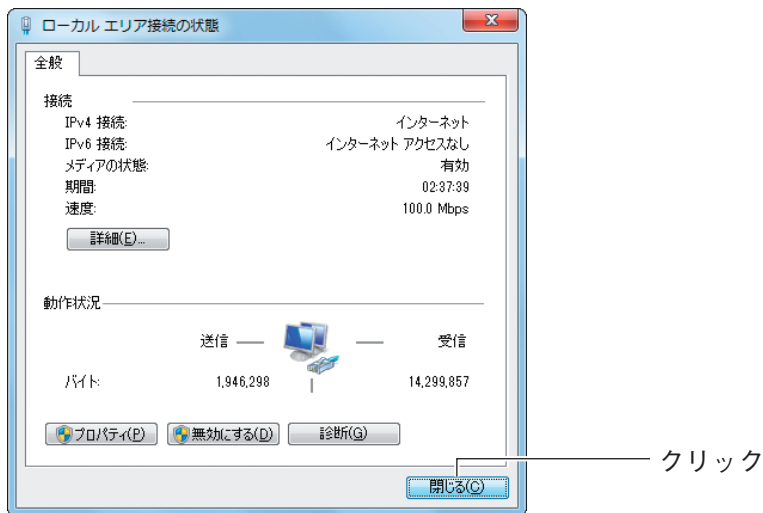 ローカル エリア接続の状態
全般
接続
IPv4 接続: インターネット
IPv6 接続: インターネット アクセスなし
メディアの状態: 有効
期間: 02:37:39
速度: 100.0 Mbps
詳細(E)...
動作状況
送信 受信
バイト: 1,946,298 14,299,857
プロパティ(P) 無効にする(D) 診断(G)
閉じる(C) クリック